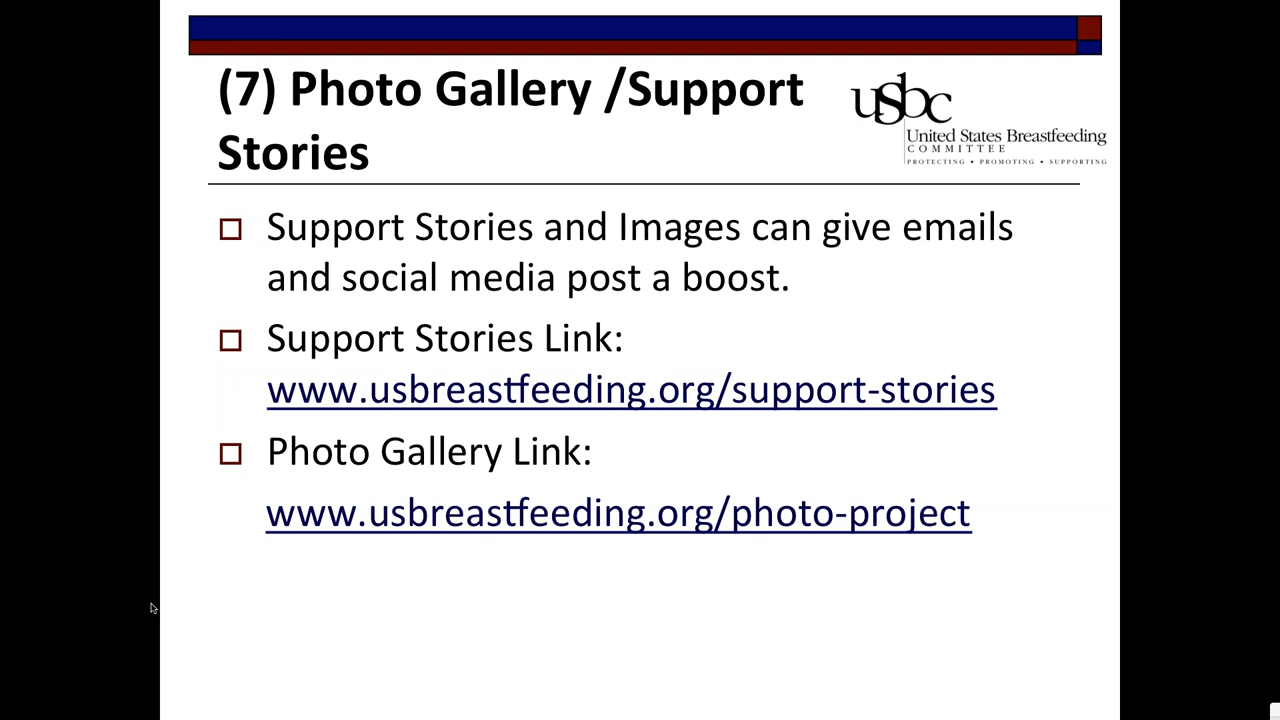 (7) Photo Gallery /Support
Stories
usbc
United States Breastfeeding
COMMITTEE
PROTECTING • PROMOTING • SUPPORTING
Support Stories and Images can give emails
and social media post a boost.
Support Stories Link:
www.usbreastfeeding.org/support-stories
Photo Gallery Link:
www.usbreastfeeding.org/photo-project